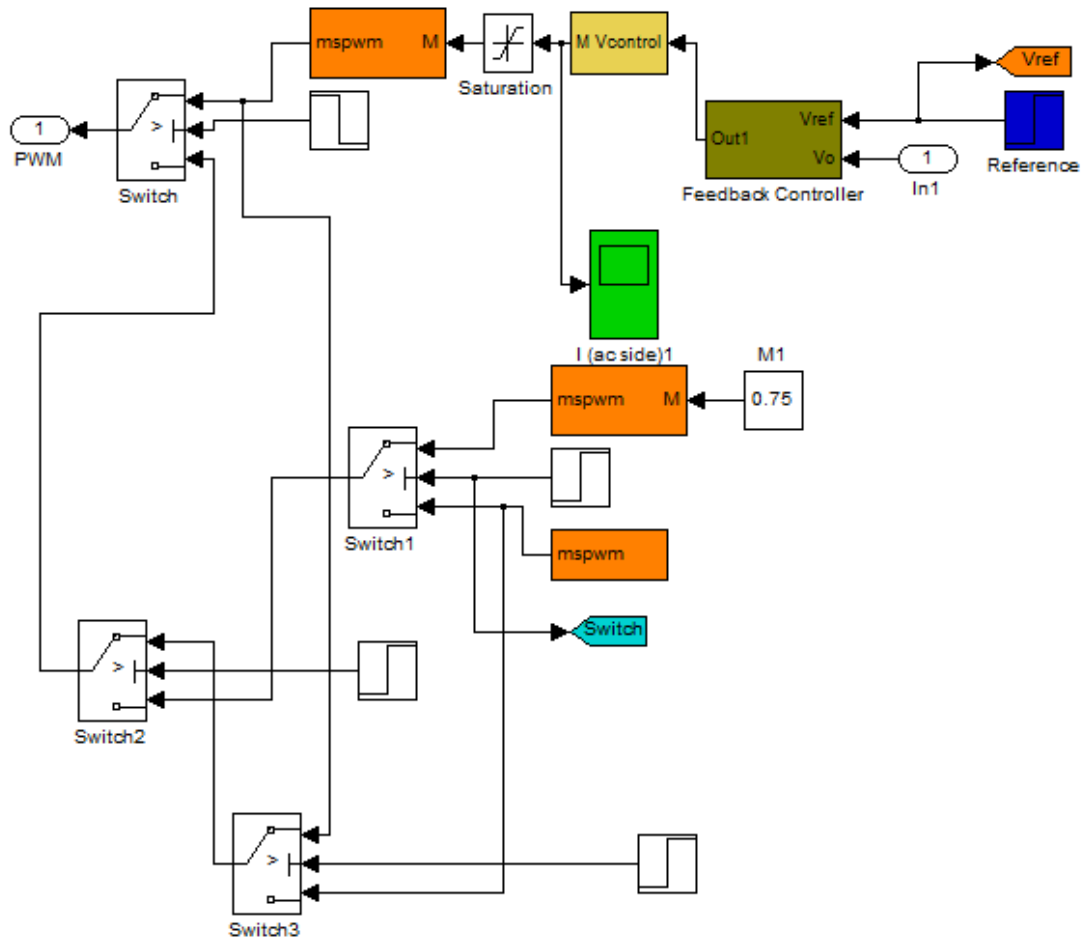 mspwm M
Saturation
M Vcontrol
Vref
1
PWM
>
Switch
Out1
Vref
Vo
Feedback Controller
1
In1
Reference
I (ac side)1
M1
mspwm M
0.75
>
Switch1
mspwm
Switch
>
Switch2
>
Switch3